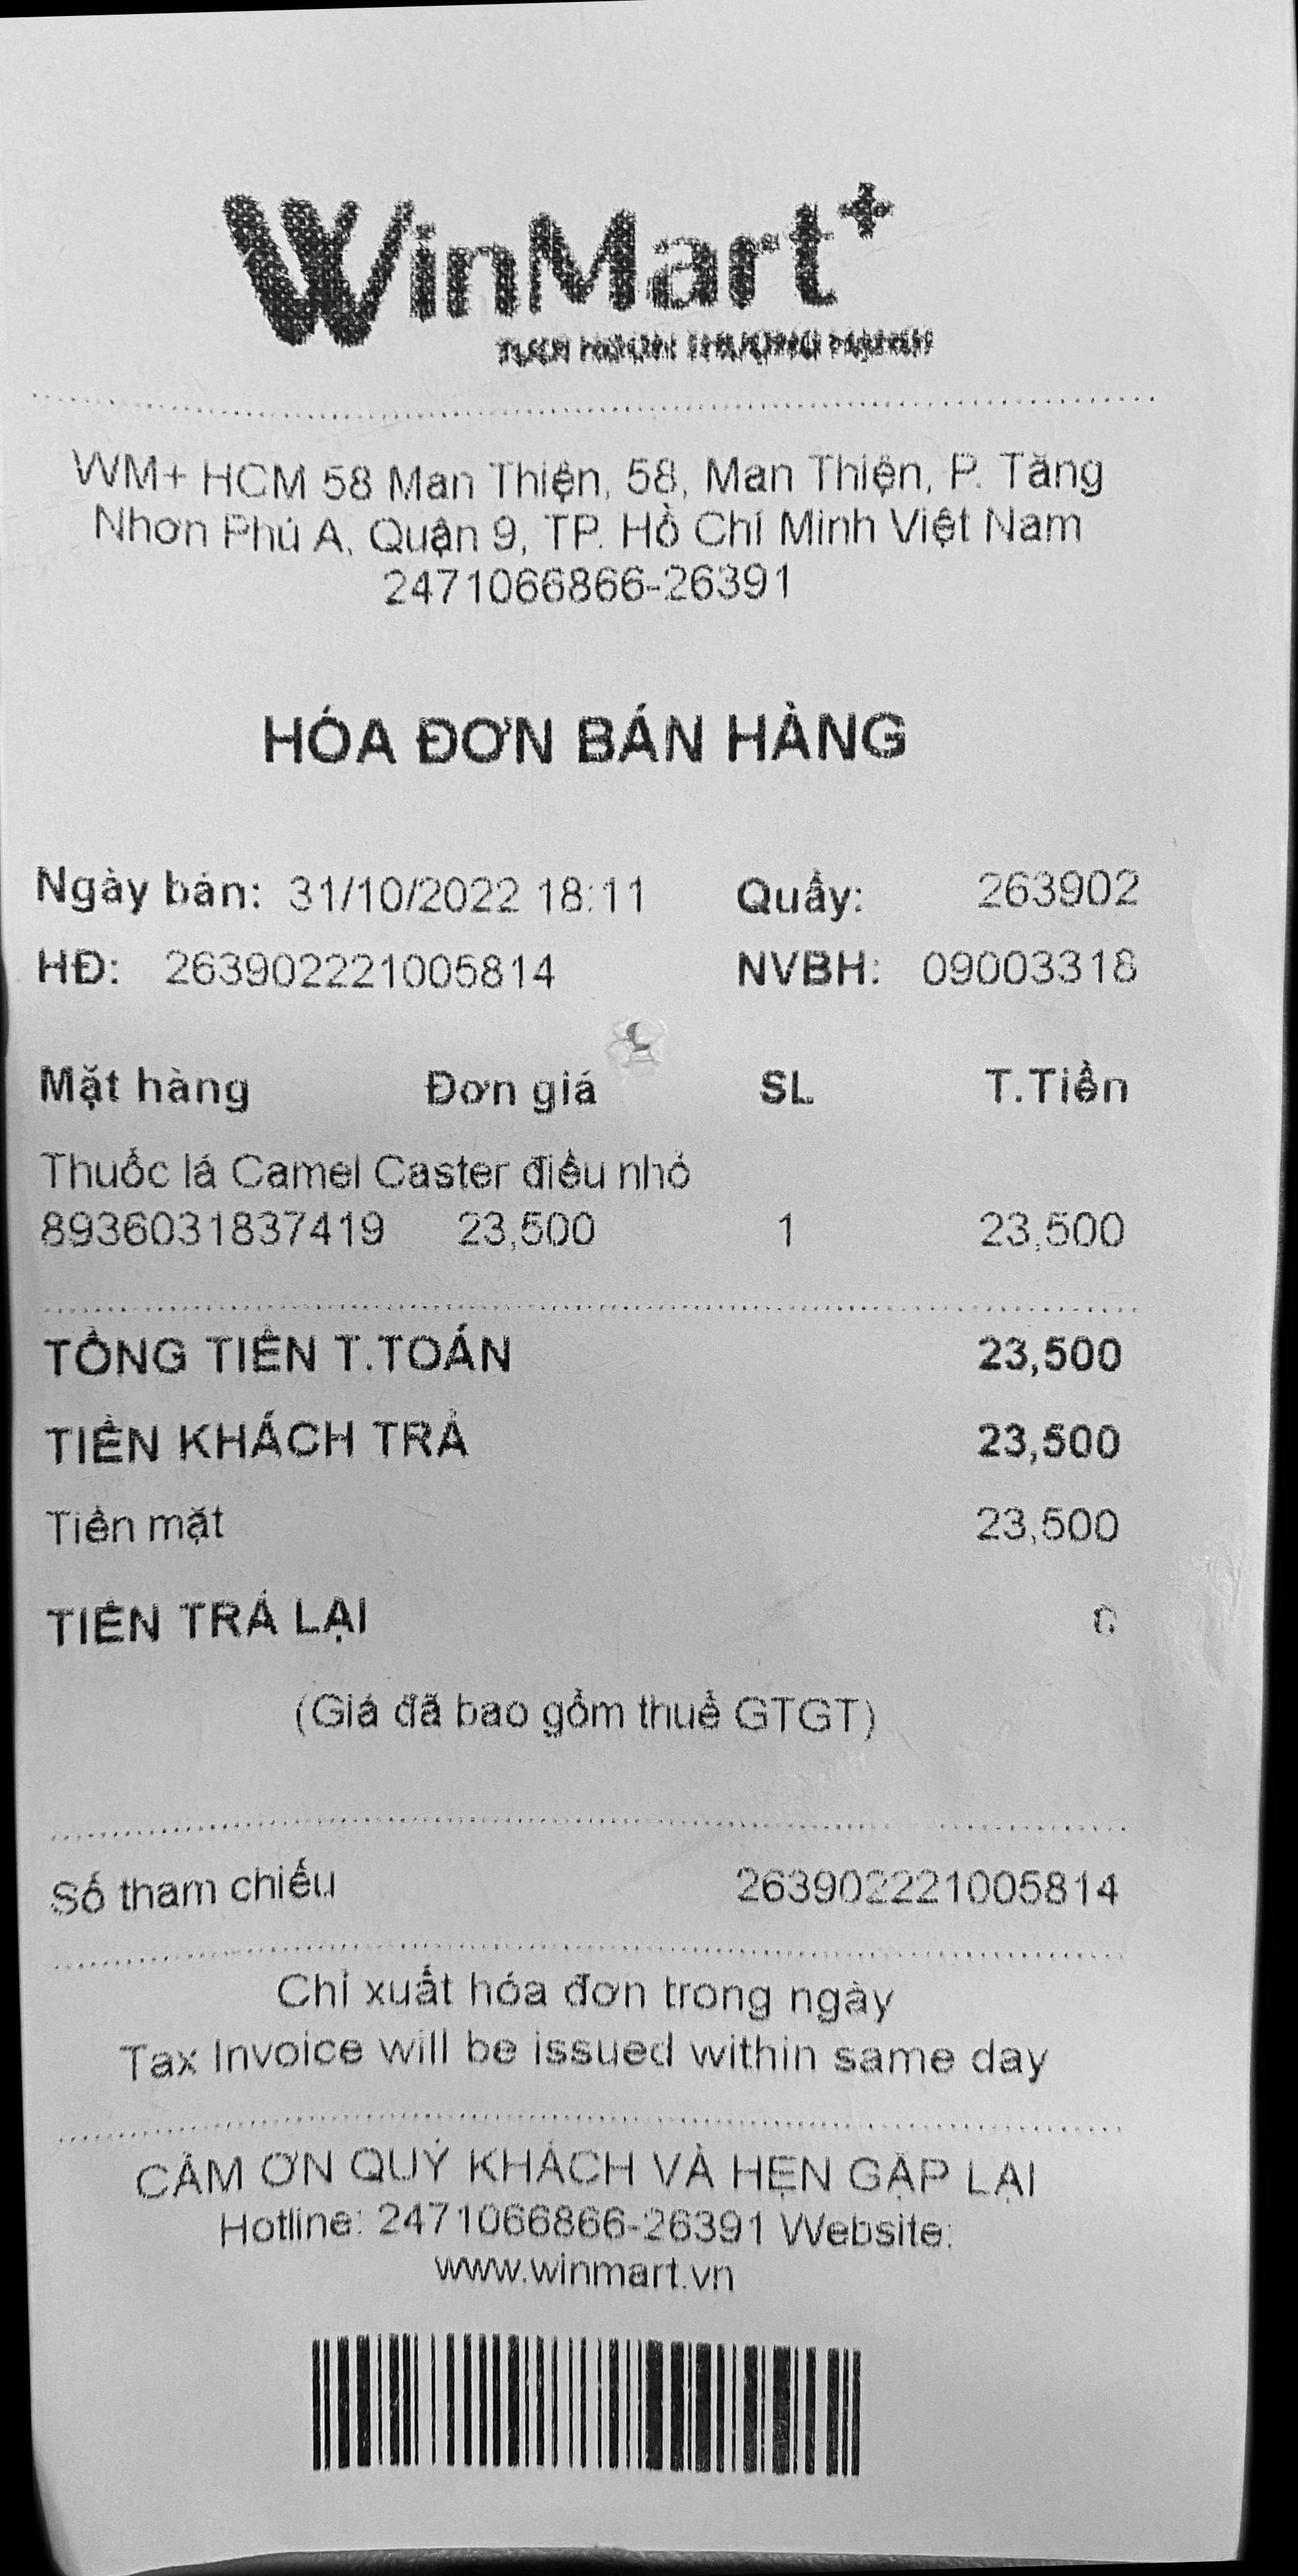 WinMart+
WM+ HCM 58 Man Thiện, 58, Man Thiện, P. Tăng
Nhơn Phú A, Quận 9, TP. Hồ Chí Minh Việt Nam
2471066866-26391
HÓA ĐƠN BÁN HÀNG
Ngày bán: 31/10/2022 18:11 Quầy: 263902
HĐ: 263902221005814 NVBH: 09003318
Mặt hàng Đơn giá SL T.Tiền
Thuốc lá Camel Caster điếu nhỏ
8936031837419 23,500 1 23,500
TỔNG TIỀN T.TOÁN 23,500
TIỀN KHÁCH TRẢ 23,500
Tiền mặt 23,500
TIỀN TRẢ LẠI 0
(Giá đã bao gồm thuế GTGT)
Số tham chiếu 263902221005814
Chỉ xuất hóa đơn trong ngày
Tax Invoice will be issued within same day
CẢM ƠN QUÝ KHÁCH VÀ HẸN GẶP LẠI
Hotline: 2471066866-26391 Website:
www.winmart.vn